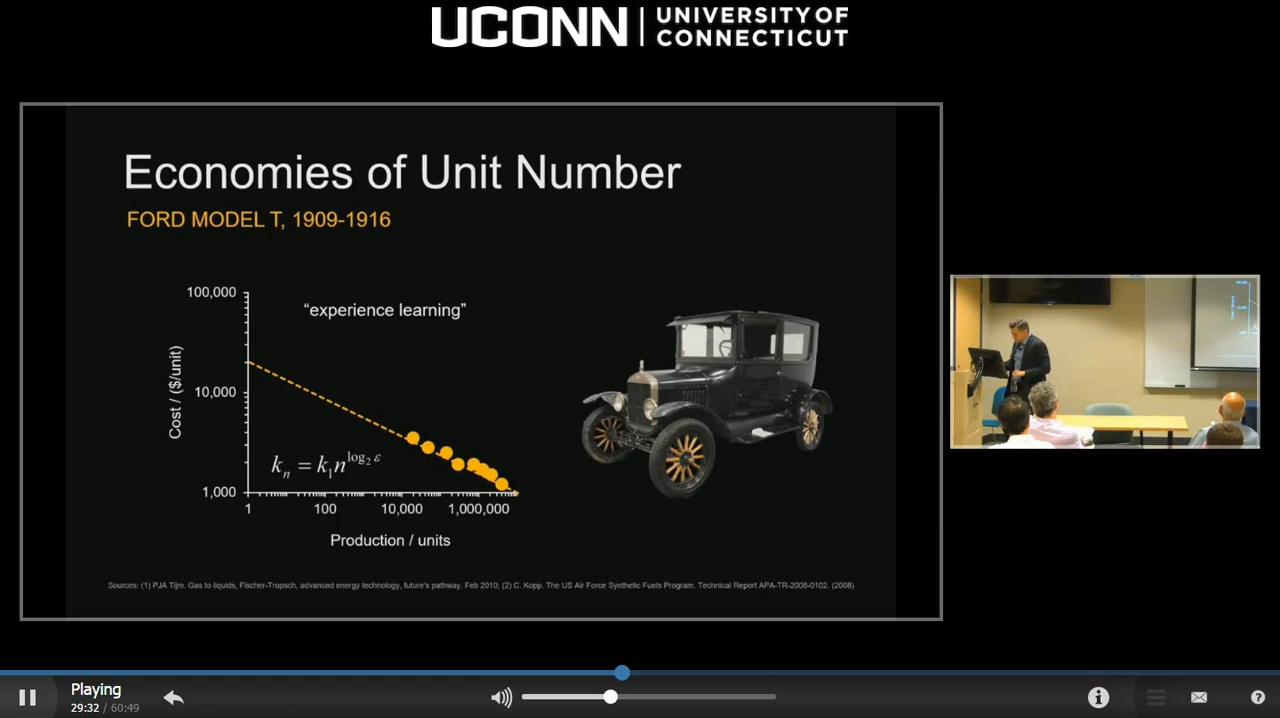 UCONN | UNIVERSITY OF
CONNECTICUT
Economies of Unit Number
FORD MODEL T, 1909-1916
100,000
10,000
1,000
Cost / ($/unit)
“experience learning”
kₙ = k₁n^log₂ ε
1
100
10,000
1,000,000
Production / units
Sources: (1) PJA Tijm. Gas to liquids, Fischer-Tropsch, advanced energy technology, future's pathway. Feb 2010; (2) C. Kopp. The US Air Force Synthetic Fuels Program. Technical Report APA-TR-2008-0102. (2008)
Playing
29:32 / 60:49